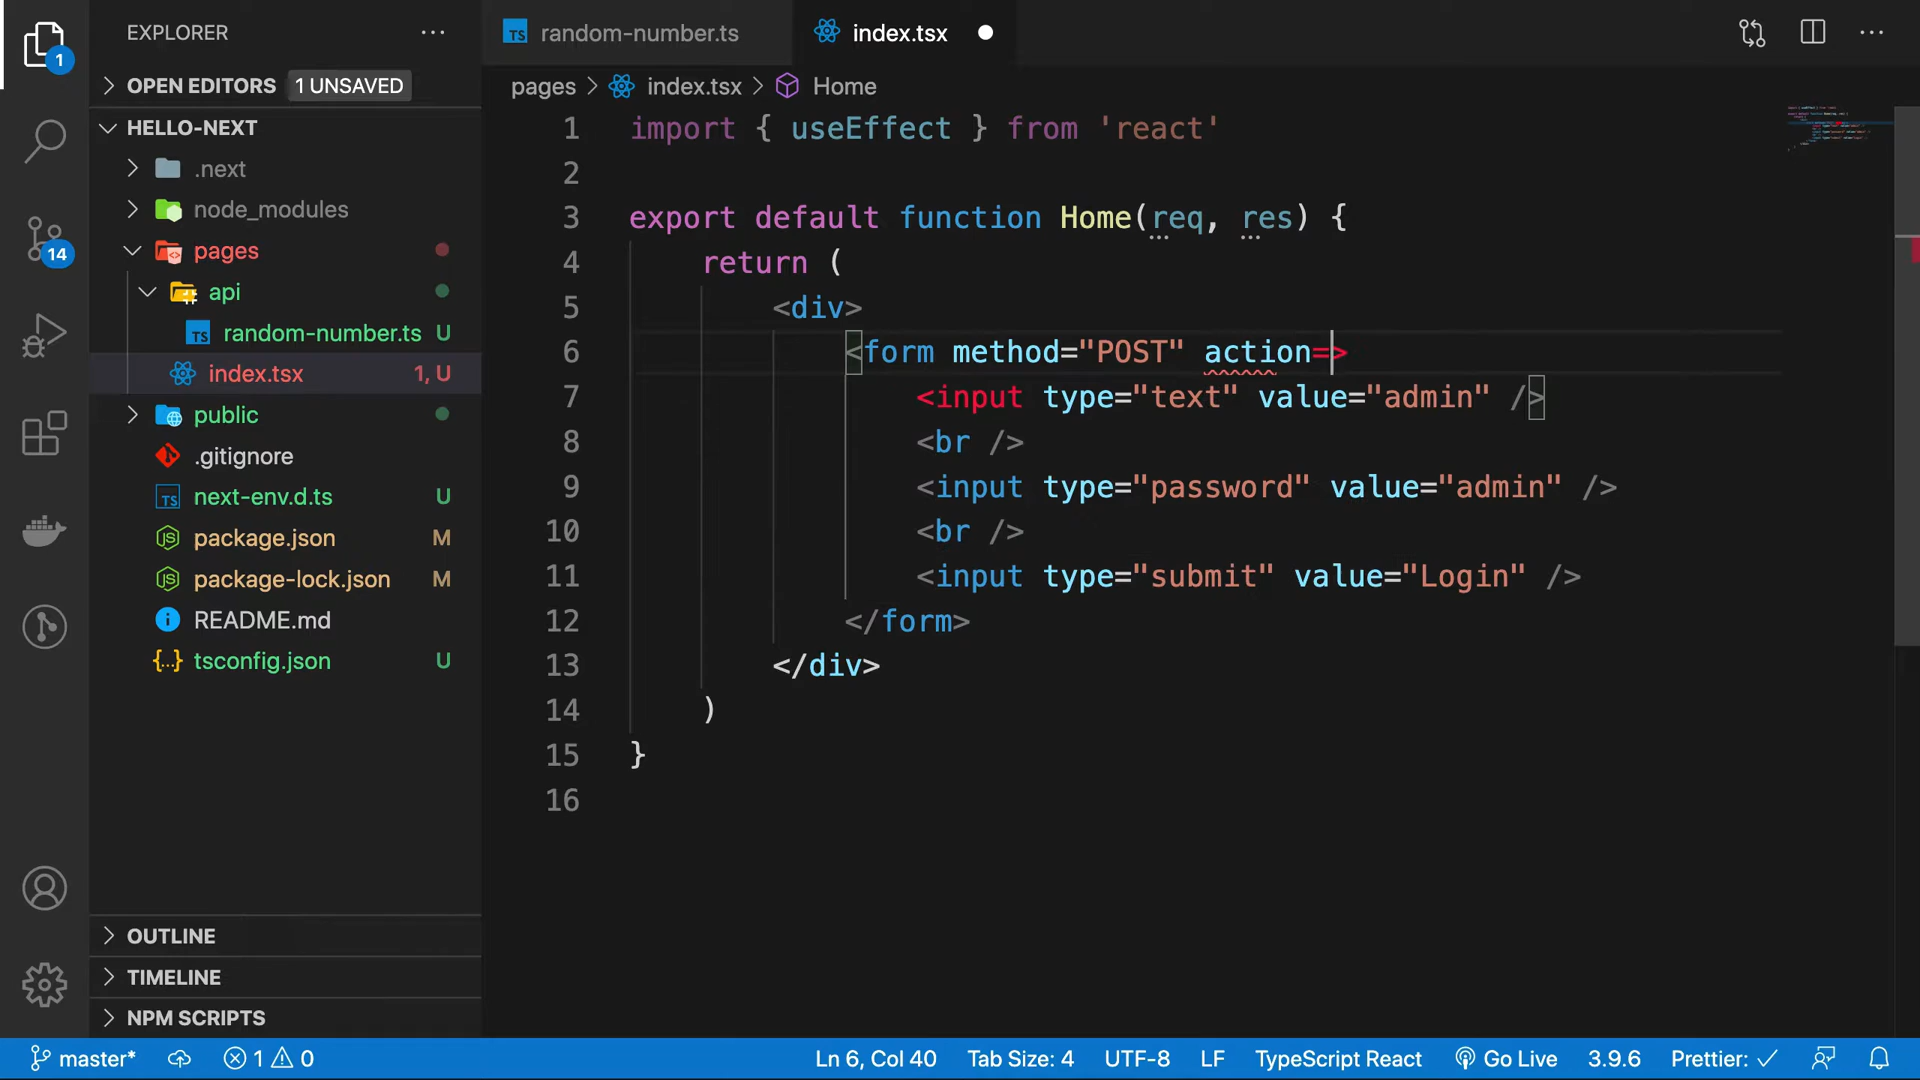 EXPLORER
random-number.ts
index.tsx
1
OPEN EDITORS 1 UNSAVED
pages > index.tsx > Home
HELLO-NEXT
.next
node_modules
pages
api
random-number.ts U
index.tsx 1, U
public
.gitignore
next-env.d.ts U
package.json M
package-lock.json M
README.md
tsconfig.json U
14
OUTLINE
TIMELINE
NPM SCRIPTS
1 import { useEffect } from 'react'
2
3 export default function Home(req, res) {
4 return (
5 <div>
6 <form method="POST" action=>
7 <input type="text" value="admin" />
8 <br />
9 <input type="password" value="admin" />
10 <br />
11 <input type="submit" value="Login" />
12 </form>
13 </div>
14 )
15 }
16
master* 1 0 Ln 6, Col 40 Tab Size: 4 UTF-8 LF TypeScript React Go Live 3.9.6 Prettier: ✓